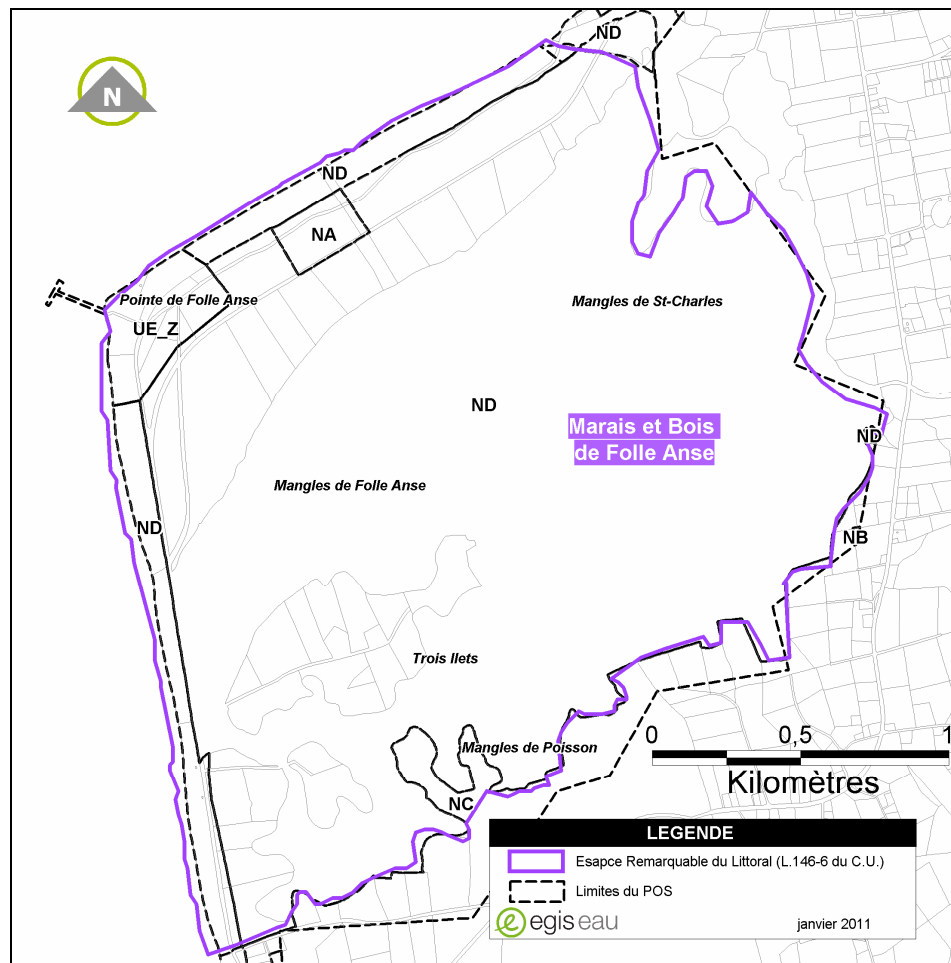 ND
N
ND
NA
Pointe de Folle Anse
Mangles de St-Charles
UE_Z
ND
Marais et Bois
de Folle Anse
ND
Mangles de Folle Anse
ND
NB
Trois Ilets
0 0,5 1
Mangles de Poisson
Kilomètres
NC
LEGENDE
Esapce Remarquable du Littoral (L.146-6 du C.U.)
Limites du POS
egis eau
janvier 2011